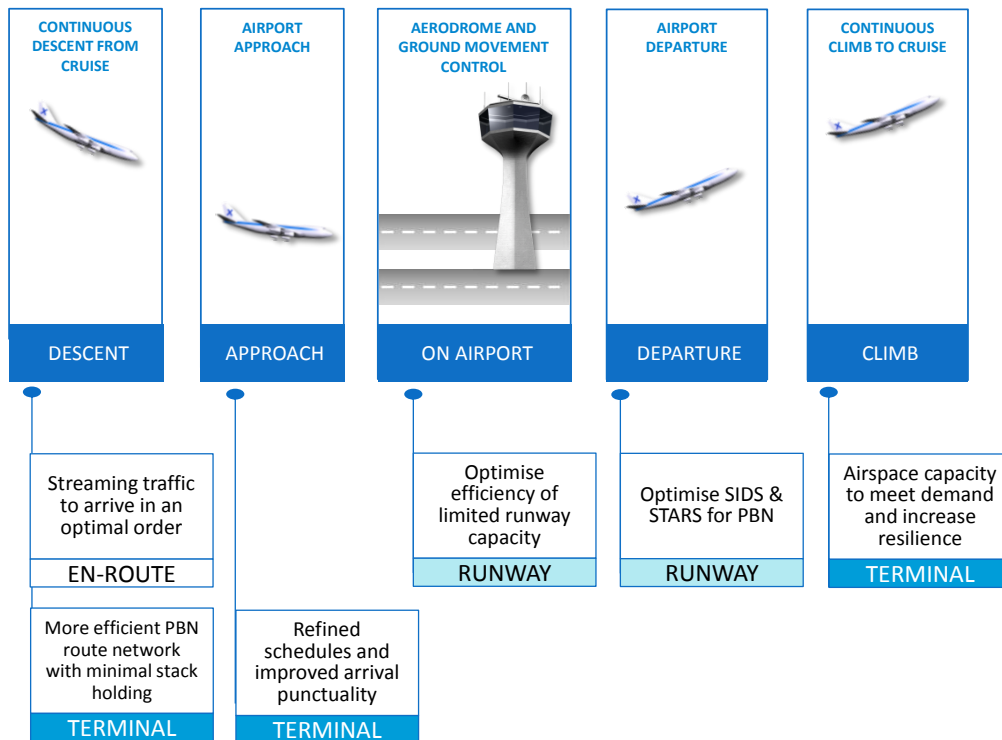 CONTINUOUS
DESCENT FROM
CRUISE
AIRPORT
APPROACH
AERODROME AND
GROUND MOVEMENT
CONTROL
AIRPORT
DEPARTURE
CONTINUOUS
CLIMB TO CRUISE
DESCENT
APPROACH
ON AIRPORT
DEPARTURE
CLIMB
Streaming traffic
to arrive in an
optimal order
EN-ROUTE
Optimise
efficiency of
limited runway
capacity
RUNWAY
Optimise SIDS &
STARS for PBN
RUNWAY
Airspace capacity
to meet demand
and increase
resilience
TERMINAL
More efficient PBN
route network
with minimal stack
holding
TERMINAL
Refined
schedules and
improved arrival
punctuality
TERMINAL